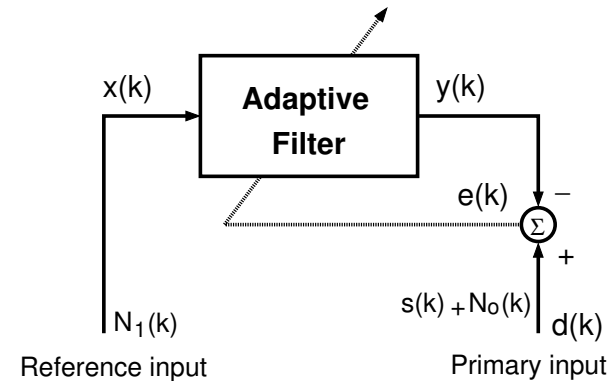 x(k)
Adaptive
Filter
y(k)
e(k)
−
Σ
+
s(k) + N₀(k)
N₁(k)
d(k)
Reference input
Primary input